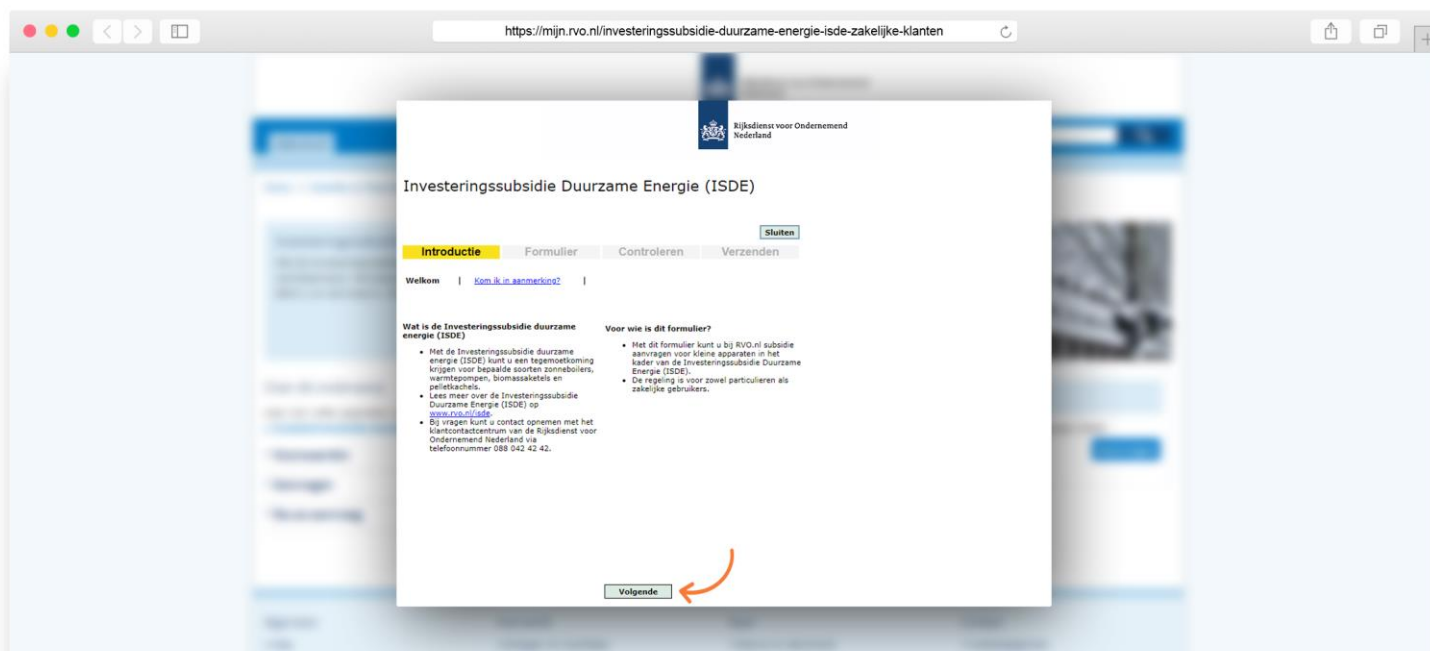 https://mijn.rvo.nl/investeringssubsidie-duurzame-energie-isde-zakelijke-klanten
Rijksdienst voor Ondernemend
Nederland
Investeringssubsidie Duurzame Energie (ISDE)
Sluiten
Introductie Formulier Controleren Verzenden
Welkom | Kom ik in aanmerking? |
Wat is de Investeringssubsidie duurzame
energie (ISDE)
• Met de Investeringssubsidie duurzame
energie (ISDE) kunt u een tegemoetkoming
krijgen voor bepaalde soorten zonneboilers,
warmtepompen, biomassaketels en
pelletkachels.
• Lees meer over de Investeringssubsidie
Duurzame Energie (ISDE) op
www.rvo.nl/isde.
• Bij vragen kunt u contact opnemen met het
klantcontactcentrum van de Rijksdienst voor
Ondernemend Nederland via
telefoonnummer 088 042 42 42.
Voor wie is dit formulier?
• Met dit formulier kunt u bij RVO.nl subsidie
aanvragen voor kleine apparaten in het
kader van de Investeringssubsidie Duurzame
Energie (ISDE).
• De regeling is voor zowel particulieren als
zakelijke gebruikers.
Volgende